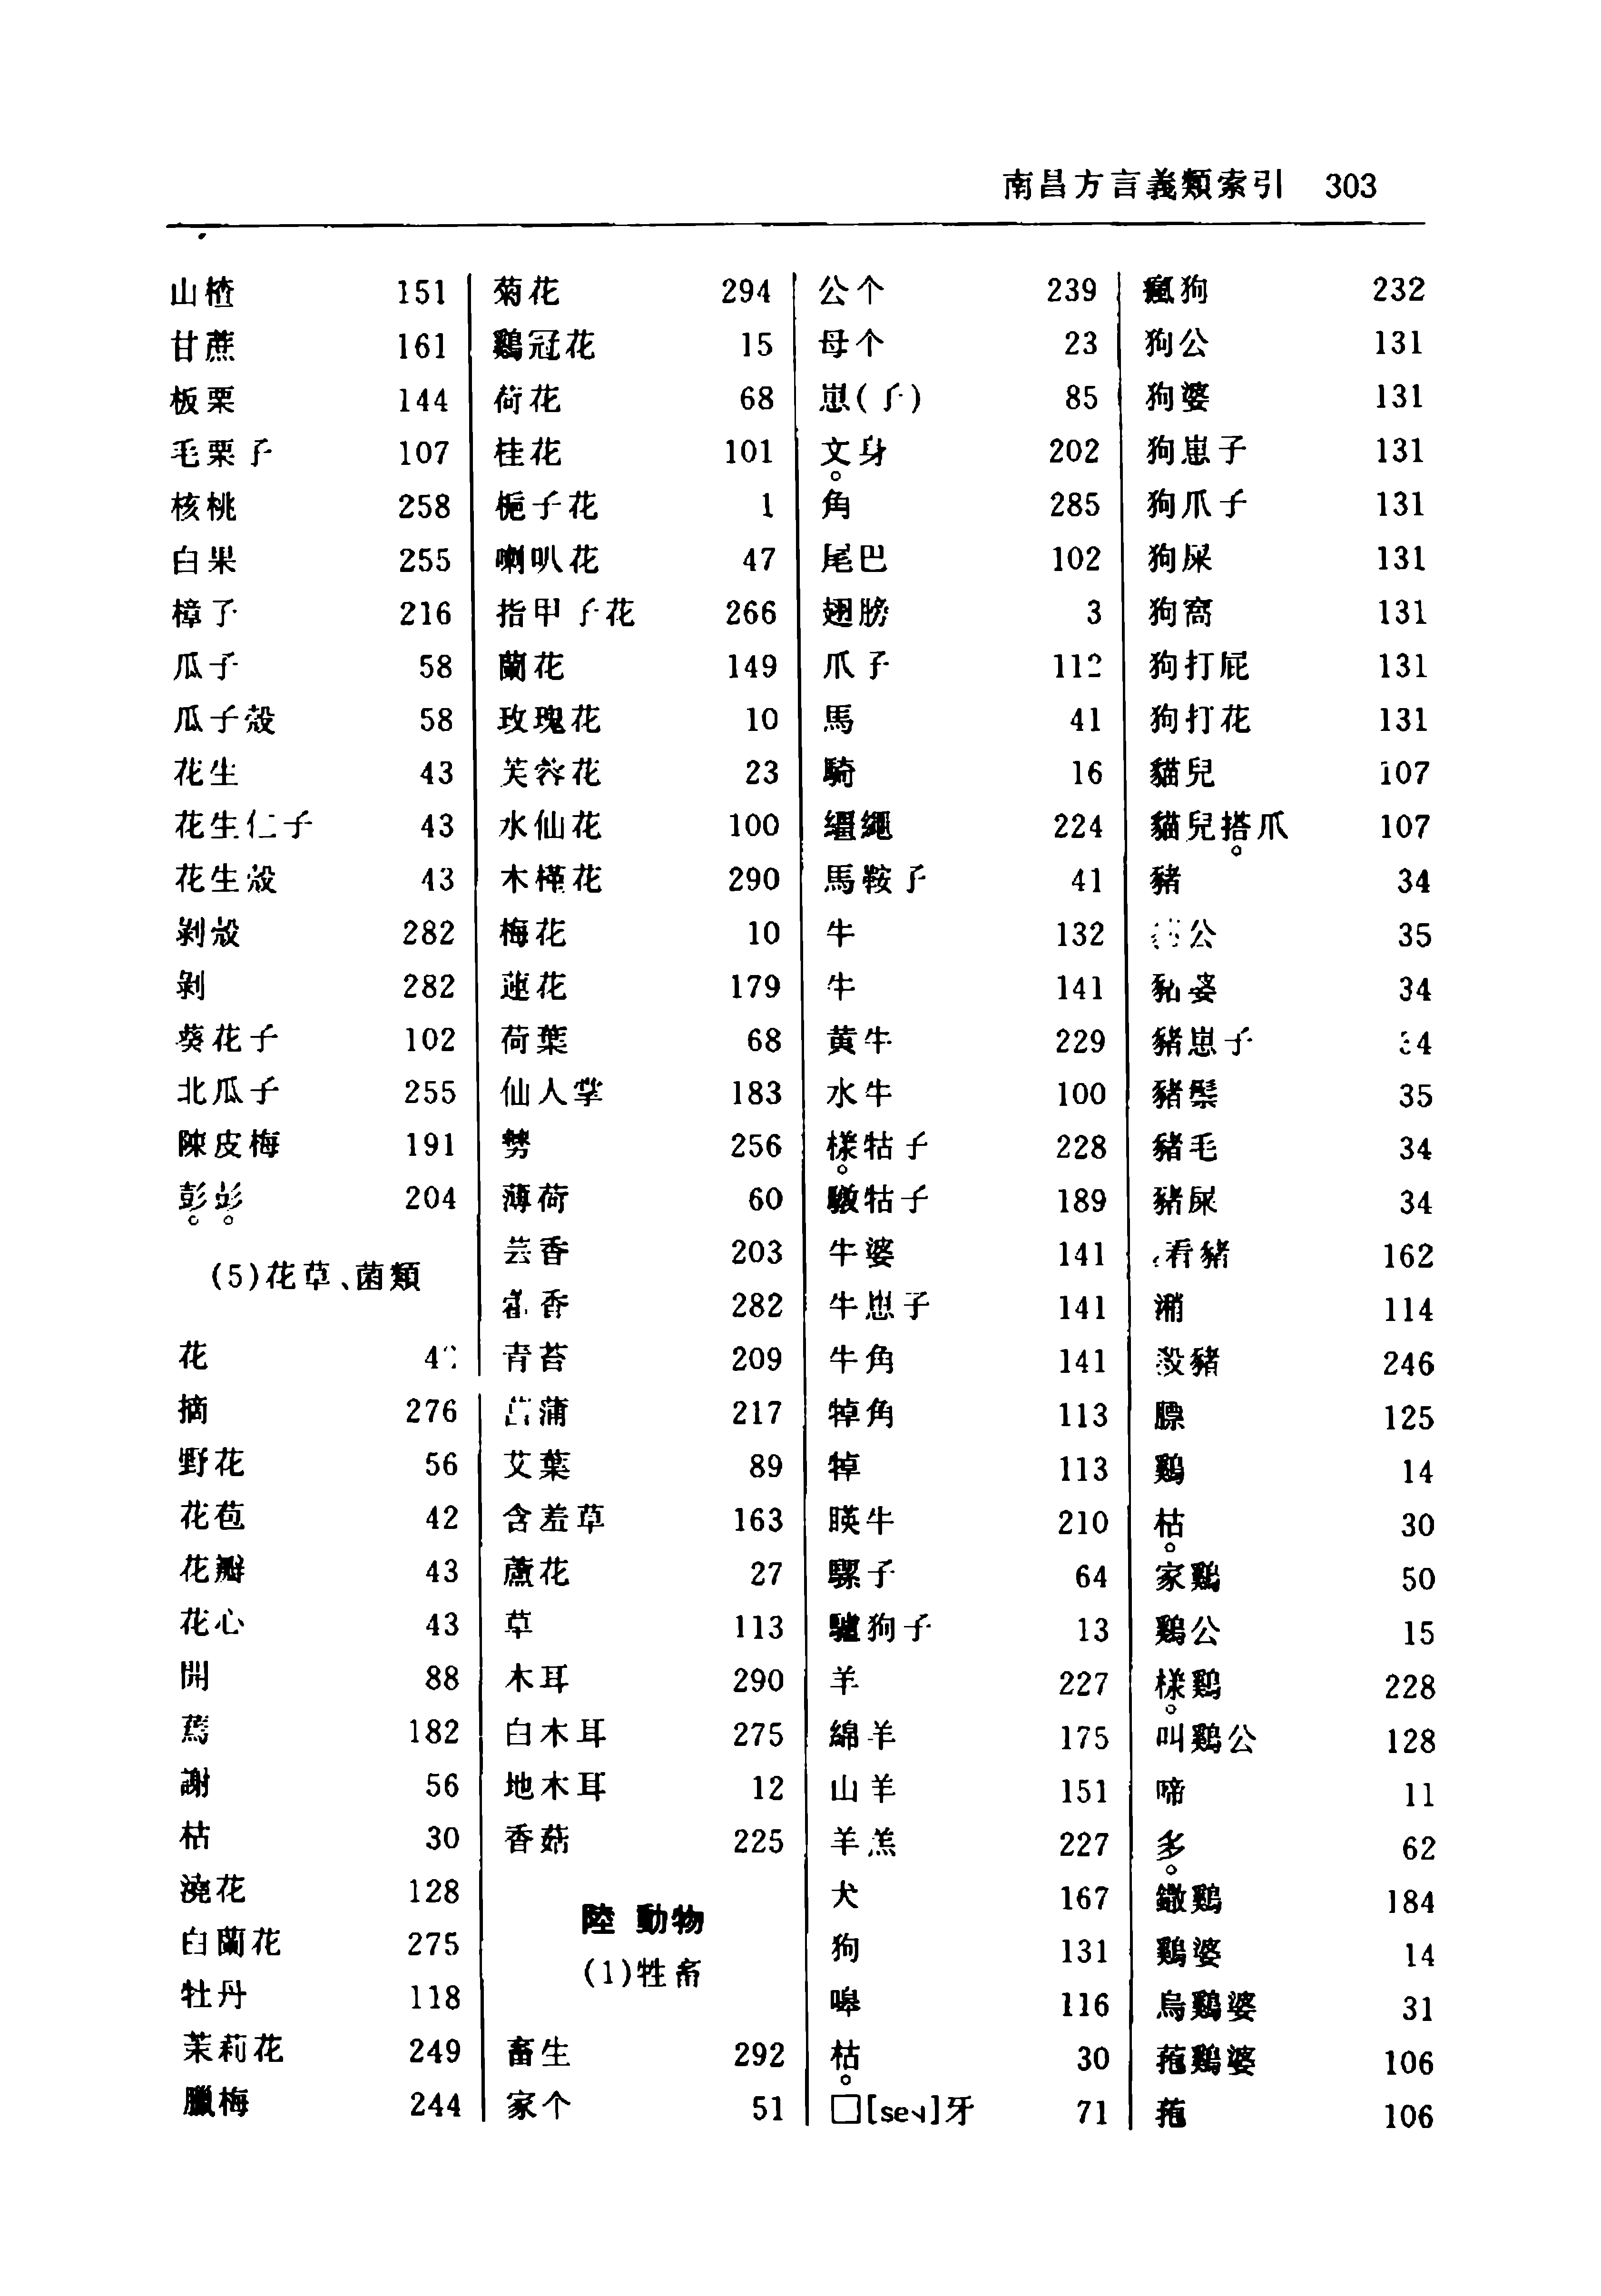 南昌方言義類索引 303
山楂 151
甘蔗 161
板栗 144
毛栗子 107
核桃 258
白果 255
樟子 216
瓜子 58
瓜子殼 58
花生 43
花生仁子 43
花生殼 43
剝殼 282
剝 282
葵花子 102
北瓜子 255
陳皮梅 191
彭彭 204
(5)花草、菌類
花
摘 276
野花 56
花苞 42
花瓣 43
花心 43
開 88
蔫 182
謝 56
枯 30
澆花 128
白蘭花 275
牡丹 118
茉莉花 249
臘梅 244
菊花 294
鷄冠花 15
荷花 68
桂花 101
梔子花 1
喇叭花 47
指甲子花 266
蘭花 149
玫瑰花 10
芙蓉花 23
水仙花 100
木槿花 290
梅花 10
蓮花 179
荷葉 68
仙人掌 183
256
薄荷 60
芸香 203
藿香 282
青苔 209
菖蒲 217
艾葉 89
含羞草 163
蘆花 27
草 113
木耳 290
白木耳 275
地木耳 12
香菇 225
陸 動物
(1)牲畜
畜生 292
家个 51
公个 239
母个 23
崽(子) 85
文身 202
角 285
尾巴 102
翅膀 3
爪子 112
馬 41
騎 16
繮繩 224
馬鞍子 41
牛 132
牛 141
黄牛 229
水牛 100
様牯子 228
牯子 189
牛婆 141
牛崽子 141
牛角 141
角 113
113
牛 210
騾子 64
驢狗子 13
羊 227
綿羊 175
山羊 151
羊羔 227
犬 167
狗 131
嗥 116
枯 30
□[se˧]牙 71
瘋狗 232
狗公 131
狗婆 131
狗崽子 131
狗爪子 131
狗屎 131
狗窩 131
狗打屁 131
狗打花 131
貓兒 107
貓兒搭爪 107
豬 34
豬公 35
豬婆 34
豬崽子 34
豬鬃 35
豬毛 34
豬屎 34
看豬 162
潲 114
殺豬 246
膘 125
鷄 14
枯 30
家鷄 50
鷄公 15
様鷄 228
叫鷄公 128
啼 11
多 62
鐓鷄 184
鷄婆 14
烏鷄婆 31
菢鷄婆 106
菢 106